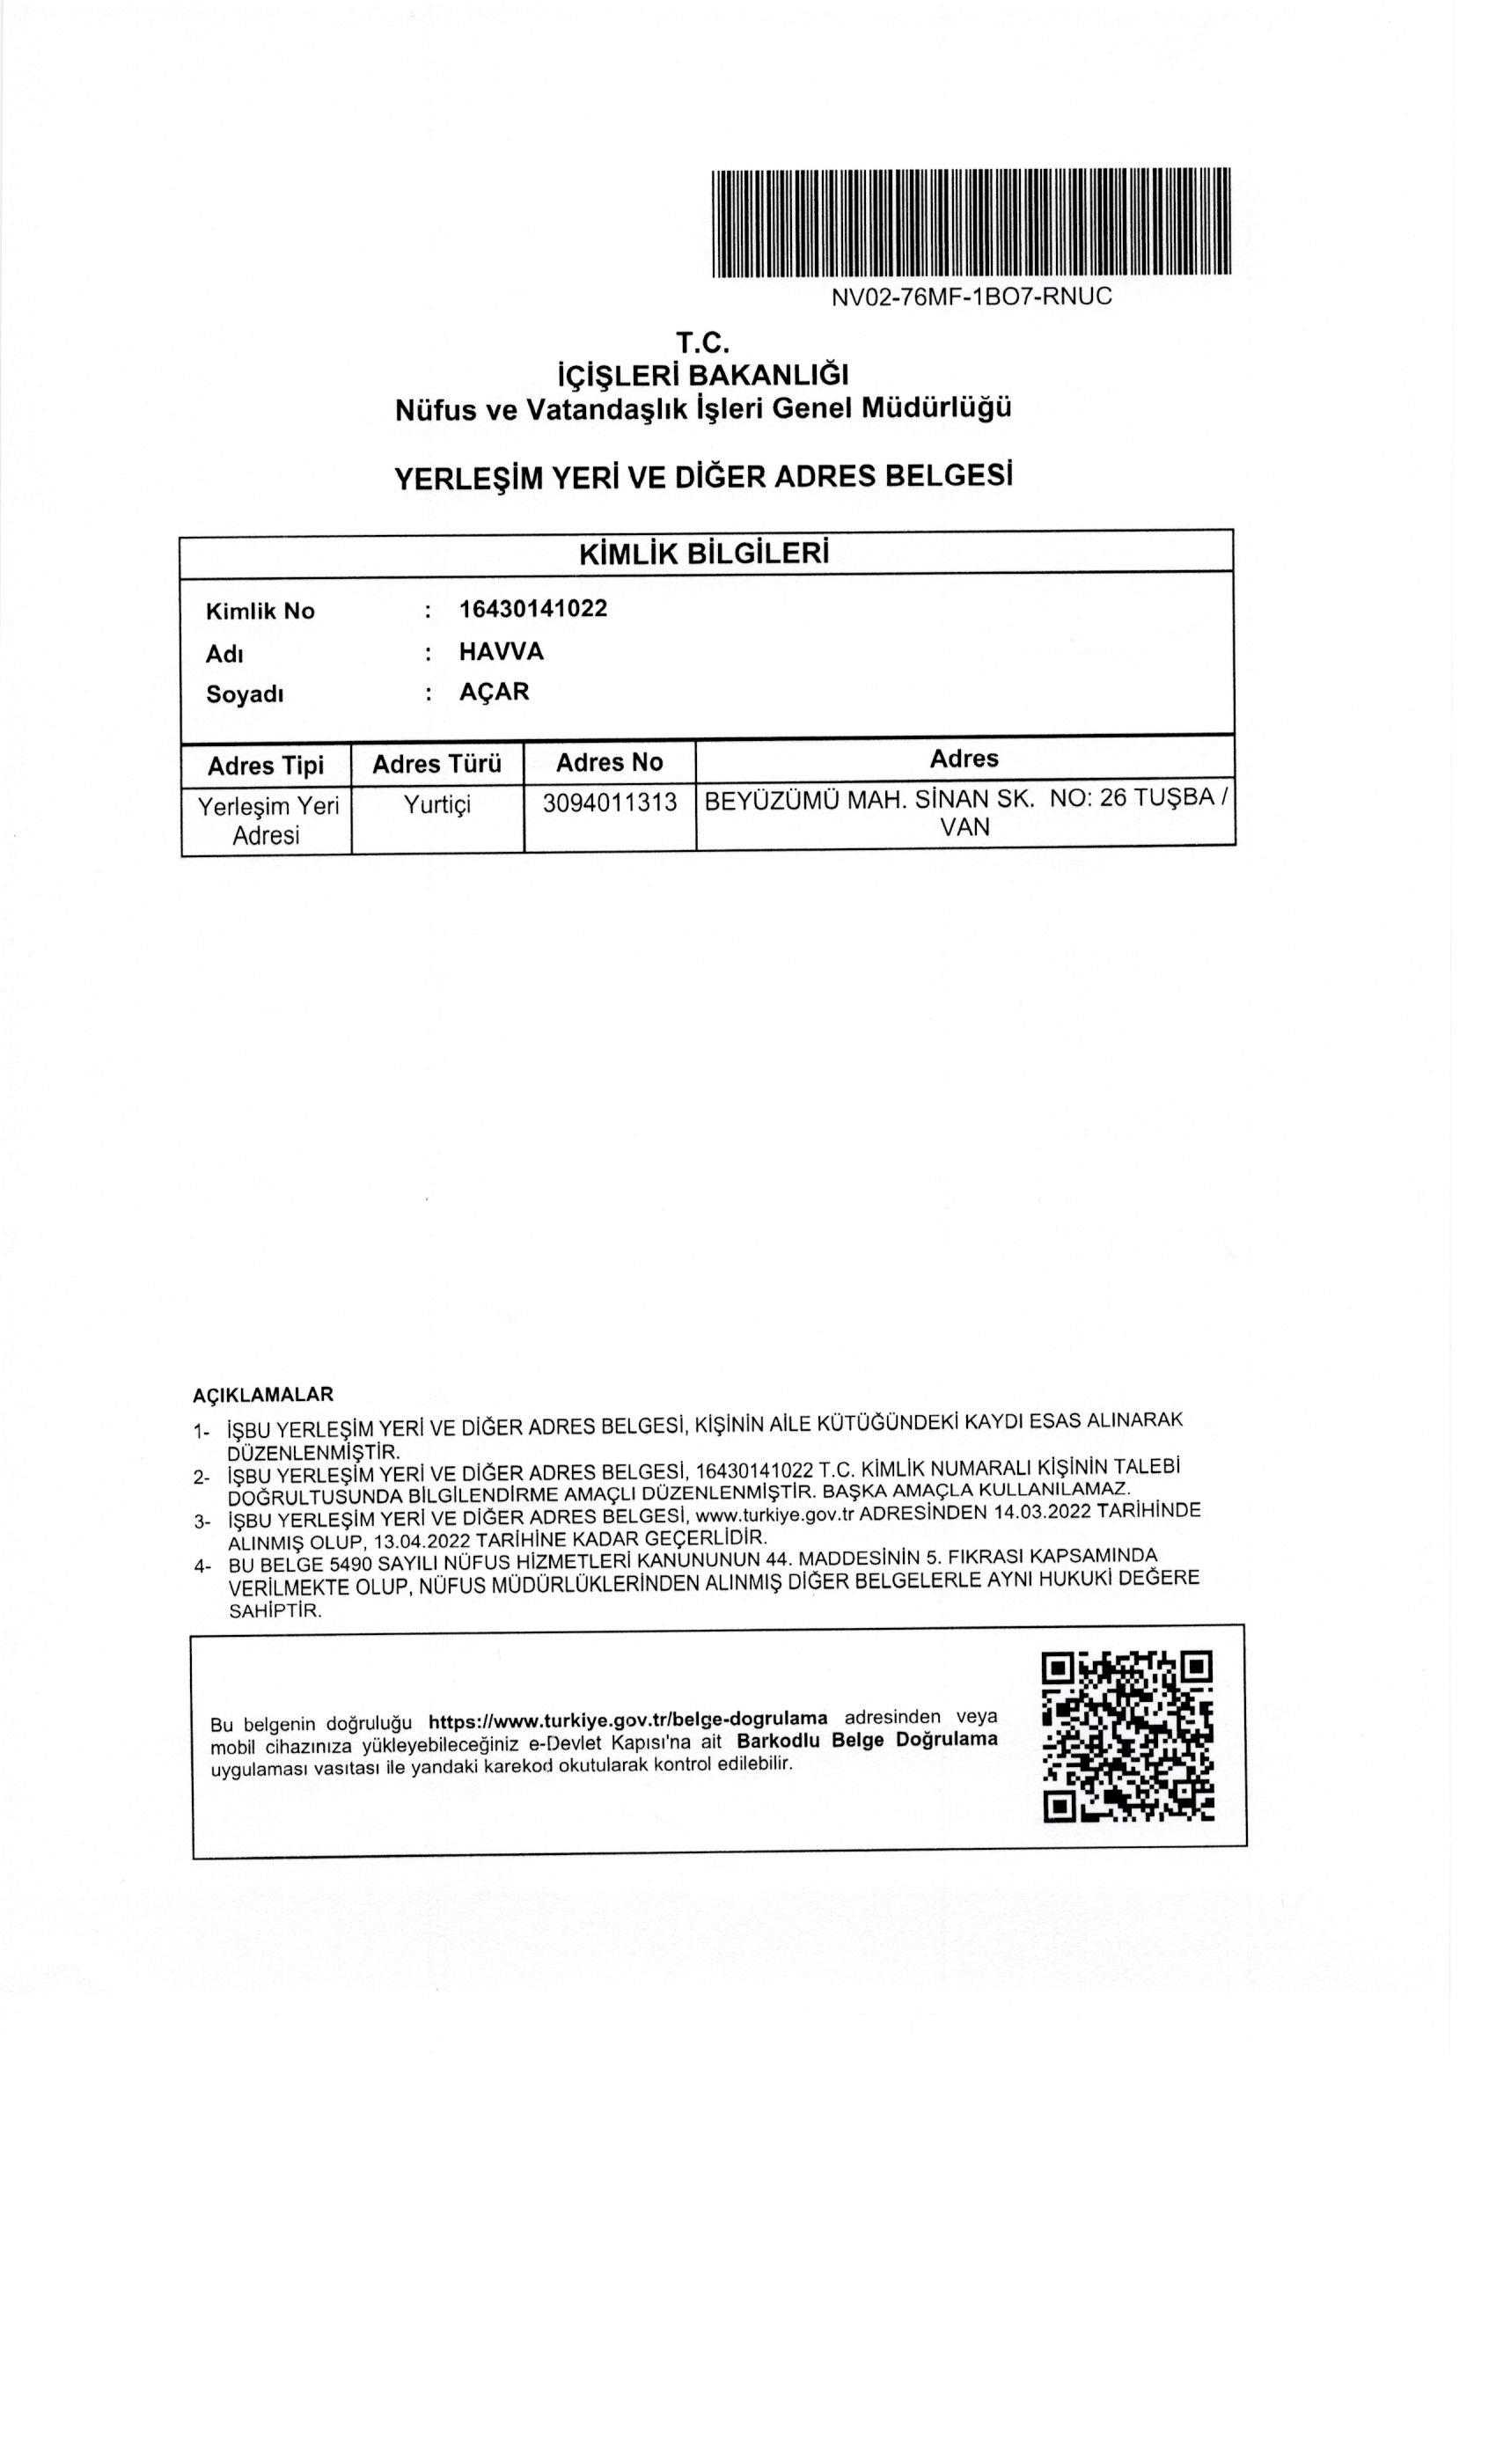 NV02-76MF-1BO7-RNUC
T.C.
İÇİŞLERİ BAKANLIĞI
Nüfus ve Vatandaşlık İşleri Genel Müdürlüğü
YERLEŞİM YERİ VE DİĞER ADRES BELGESİ
KİMLİK BİLGİLERİ
Kimlik No : 16430141022
Adı : HAVVA
Soyadı : AÇAR
Adres Tipi Adres Türü Adres No Adres
Yerleşim Yeri Yurtiçi 3094011313 BEYÜZÜMÜ MAH. SİNAN SK. NO: 26 TUŞBA /
Adresi VAN
AÇIKLAMALAR
1- İŞBU YERLEŞİM YERİ VE DİĞER ADRES BELGESİ, KİŞİNİN AİLE KÜTÜĞÜNDEKİ KAYDI ESAS ALINARAK
DÜZENLENMİŞTİR.
2- İŞBU YERLEŞİM YERİ VE DİĞER ADRES BELGESİ, 16430141022 T.C. KİMLİK NUMARALI KİŞİNİN TALEBİ
DOĞRULTUSUNDA BİLGİLENDİRME AMAÇLI DÜZENLENMİŞTİR. BAŞKA AMAÇLA KULLANILAMAZ.
3- İŞBU YERLEŞİM YERİ VE DİĞER ADRES BELGESİ, www.turkiye.gov.tr ADRESİNDEN 14.03.2022 TARİHİNDE
ALINMIŞ OLUP, 13.04.2022 TARİHİNE KADAR GEÇERLİDİR.
4- BU BELGE 5490 SAYILI NÜFUS HİZMETLERİ KANUNUNUN 44. MADDESİNİN 5. FIKRASI KAPSAMINDA
VERİLMEKTE OLUP, NÜFUS MÜDÜRLÜKLERİNDEN ALINMIŞ DİĞER BELGELERLE AYNI HUKUKİ DEĞERE
SAHİPTİR.
Bu belgenin doğruluğu https://www.turkiye.gov.tr/belge-dogrulama adresinden veya
mobil cihazınıza yükleyebileceğiniz e-Devlet Kapısı'na ait Barkodlu Belge Doğrulama
uygulaması vasıtası ile yandaki karekod okutularak kontrol edilebilir.